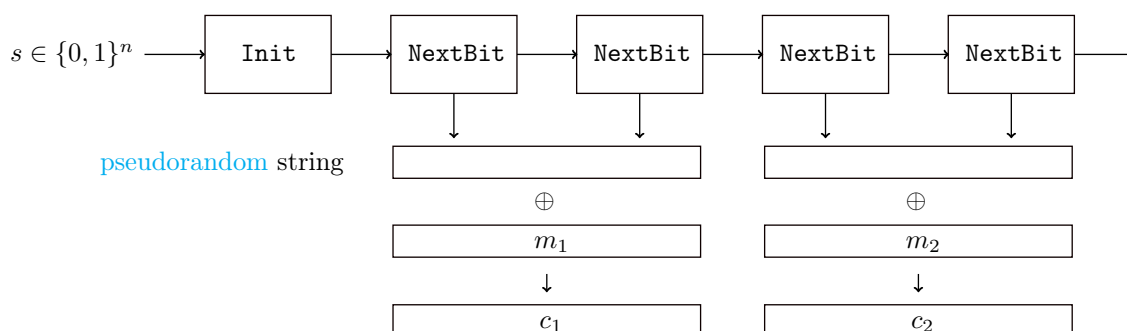 s ∈ {0, 1}ⁿ Init NextBit NextBit NextBit NextBit
pseudorandom string
⊕ ⊕
m₁ m₂
c₁ c₂